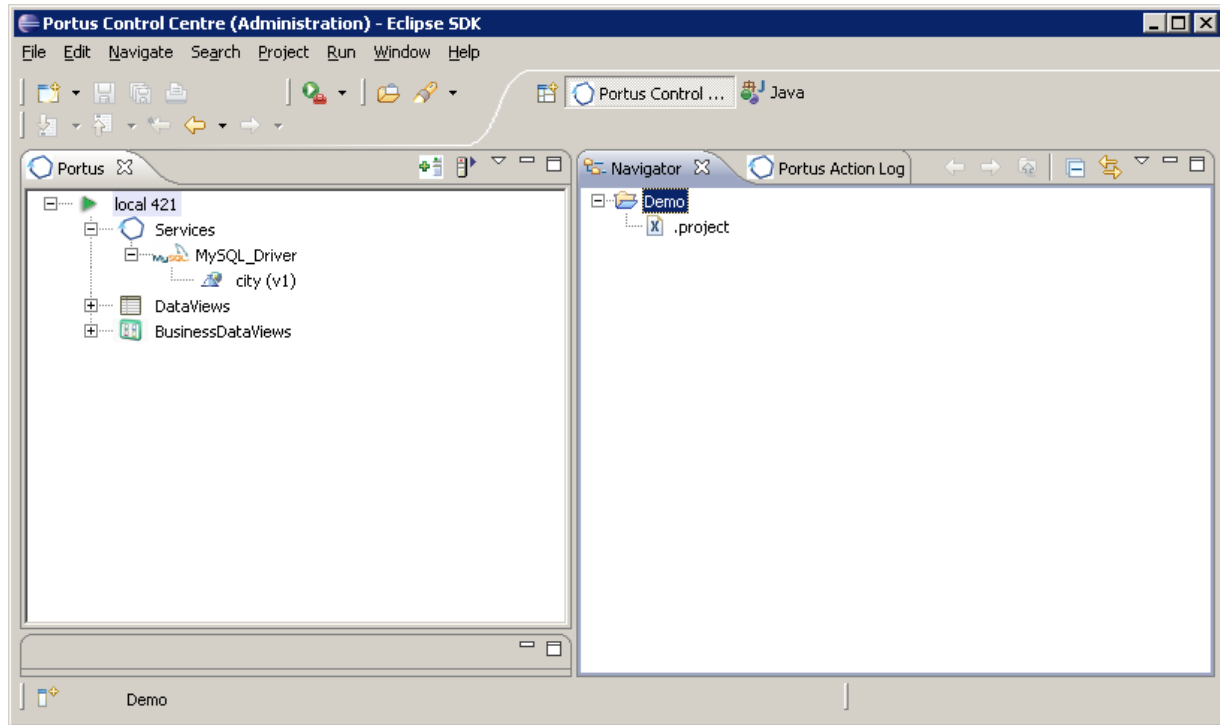 Portus Control Centre (Administration) - Eclipse SDK
File Edit Navigate Search Project Run Window Help
Portus Control ... Java
Portus
local 421
Services
MySQL_Driver
city (v1)
DataViews
BusinessDataViews
Navigator Portus Action Log
Demo
.project
Demo